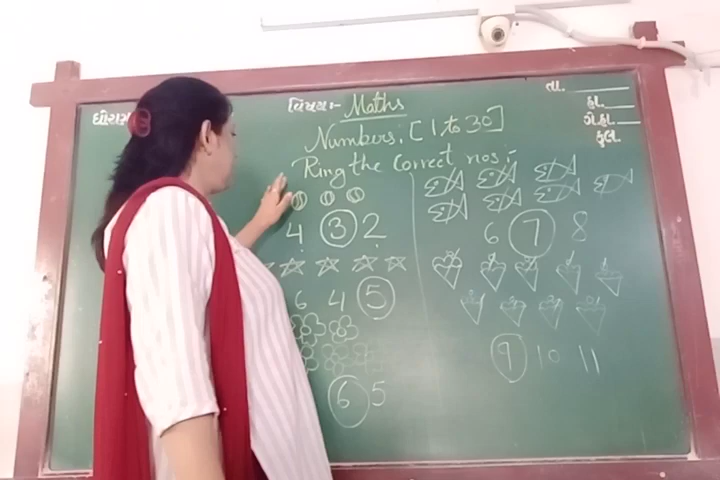 ધોરણ વિષય:- Maths તા.
હા.
ગે.હા.
કુલ.
Numbers. [1 to 30]
Ring the correct nos:-
4 3 2
6 7 8
6 4 5
9 10 11
6 5